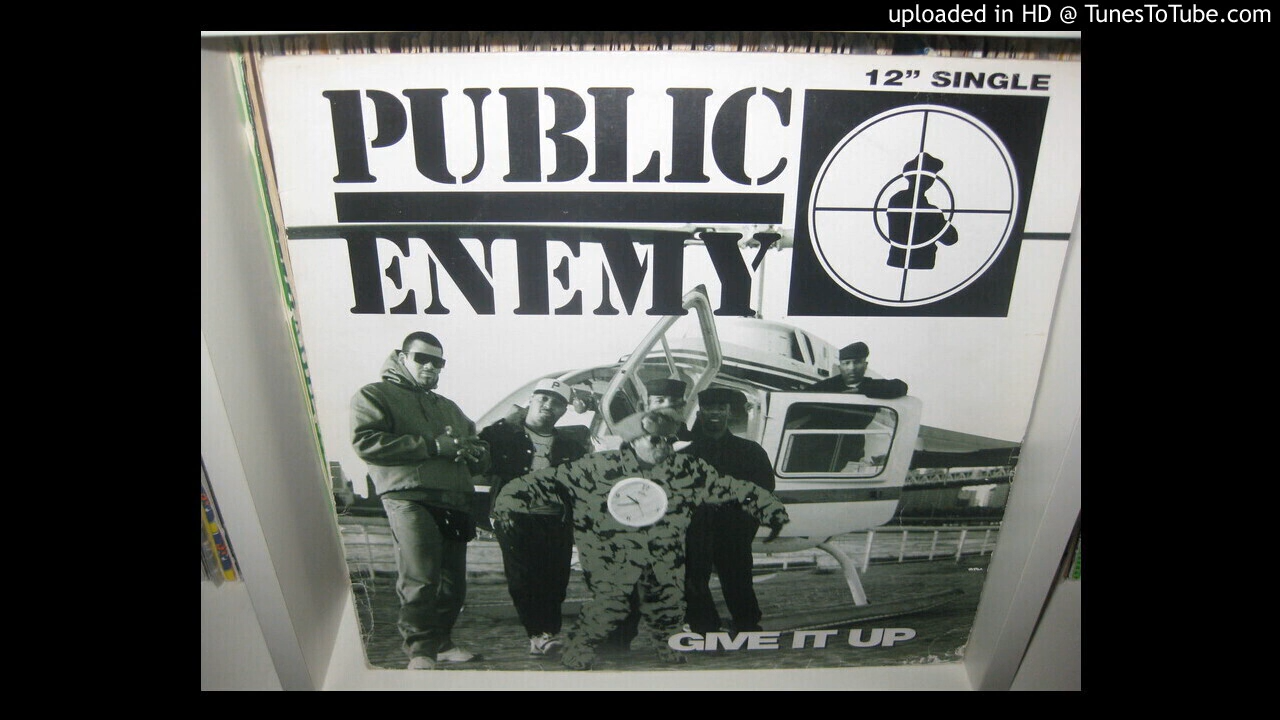 uploaded in HD @ TunesToTube.com
12" SINGLE
PUBLIC
ENEMY
P
GIVE IT UP